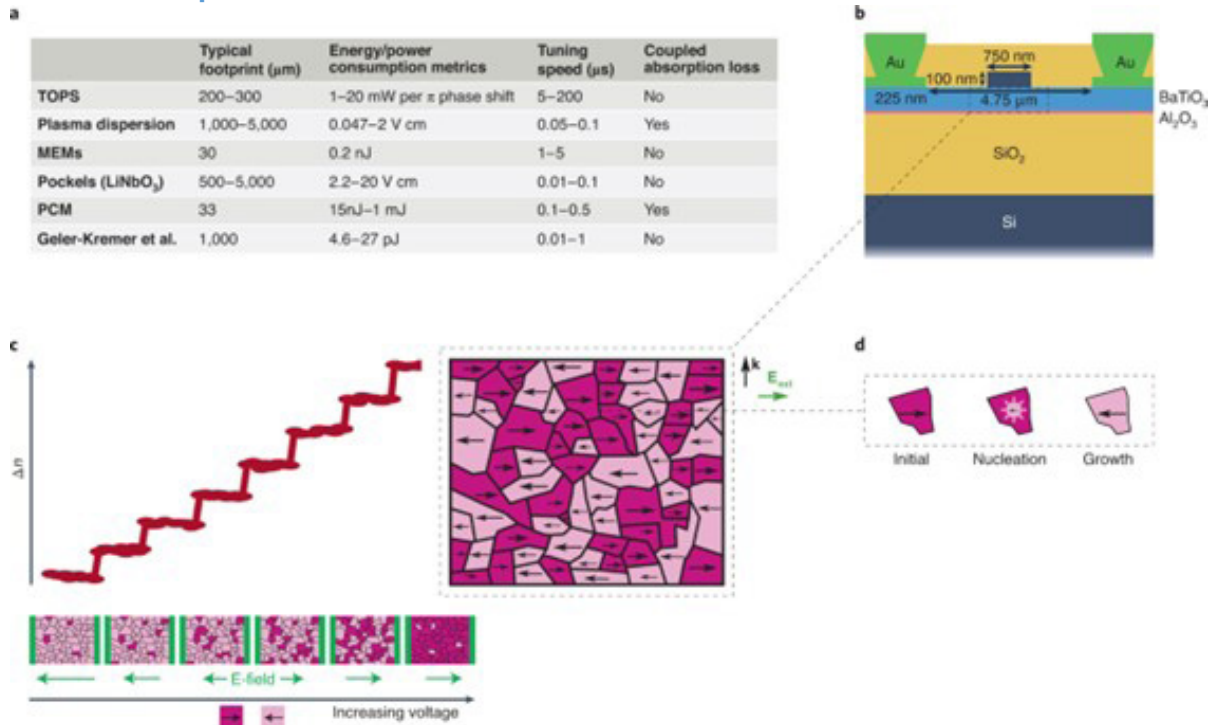 a
Typical footprint (μm) Energy/power consumption metrics Tuning speed (μs) Coupled absorption loss
TOPS 200–300 1–20 mW per π phase shift 5–200 No
Plasma dispersion 1,000–5,000 0.047–2 V cm 0.05–0.1 Yes
MEMs 30 0.2 nJ 1–5 No
Pockels (LiNbO₃) 500–5,000 2.2–20 V cm 0.01–0.1 No
PCM 33 15nJ–1 mJ 0.1–0.5 Yes
Geler-Kremer et al. 1,000 4.6–27 pJ 0.01–1 No
b
750 nm
Au
Au
100 nm
225 nm
4.75 μm
BaTiO₃
Al₂O₃
SiO₂
Si
c
Δn
k
E
E-field
Increasing voltage
d
Initial Nucleation Growth